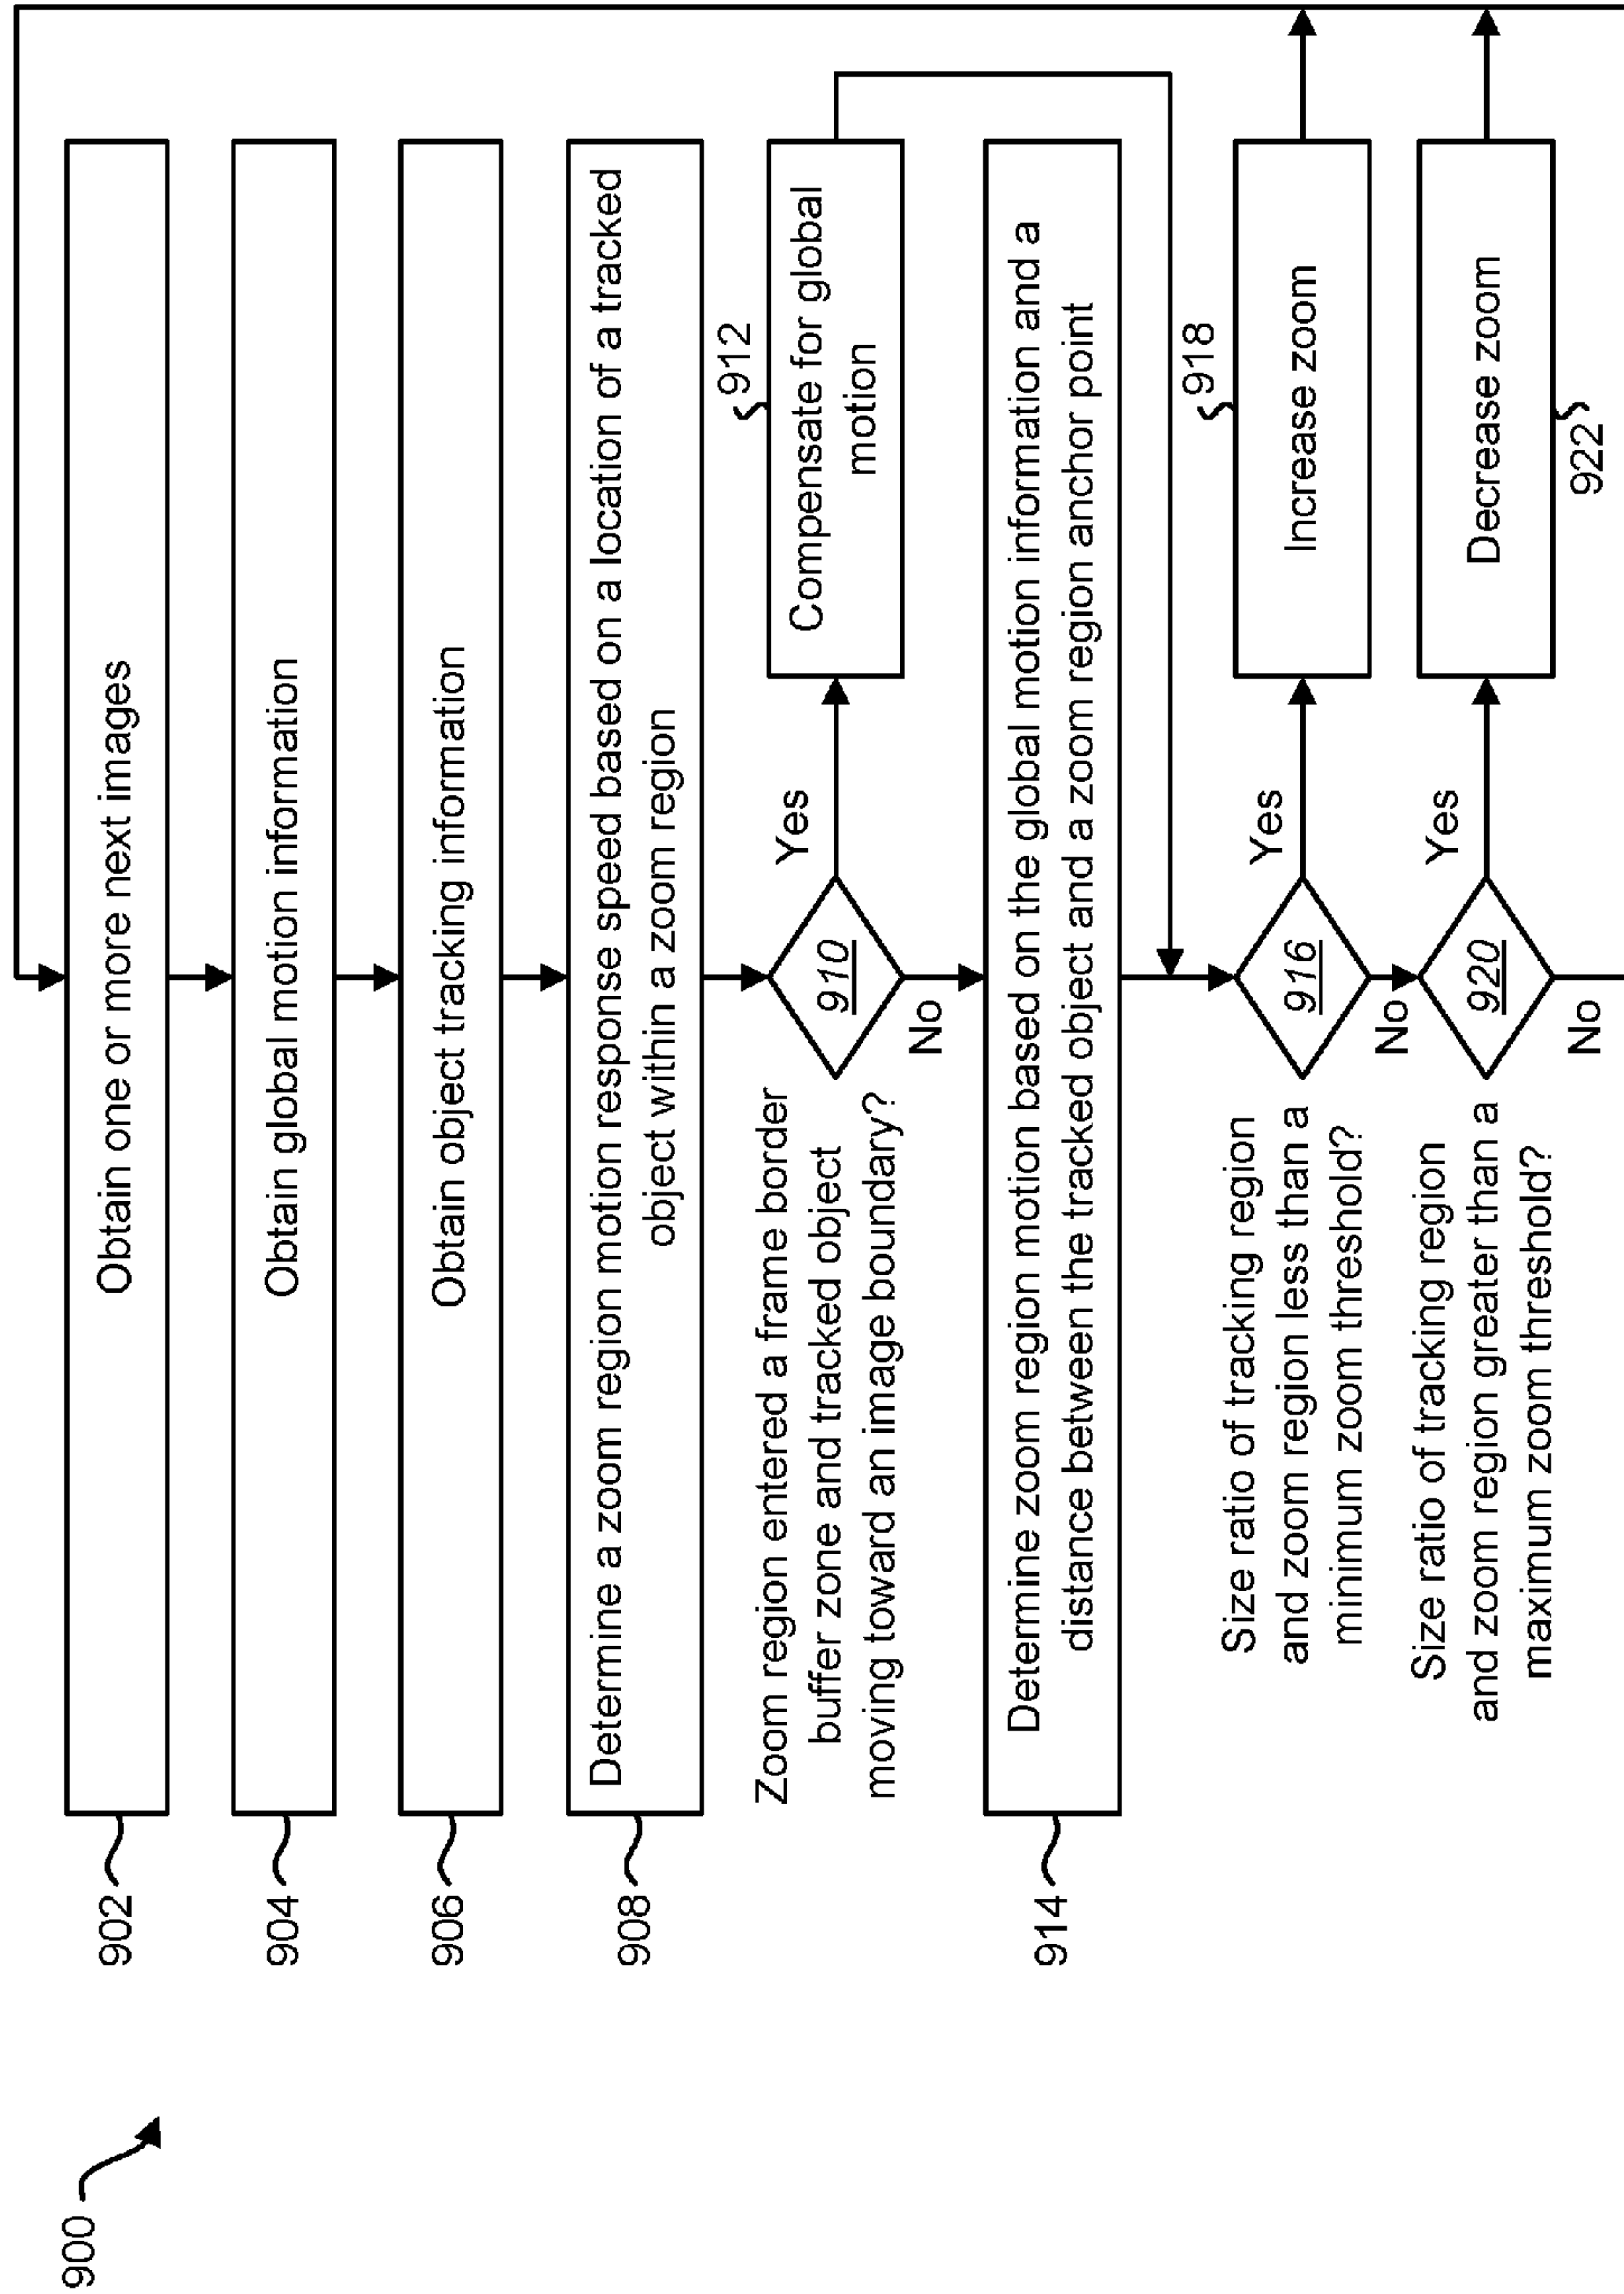 900
902
Obtain one or more next images
904
Obtain global motion information
906
Obtain object tracking information
908
Determine a zoom region motion response speed based on a location of a tracked
object within a zoom region
Zoom region entered a frame border
buffer zone and tracked object
moving toward an image boundary?
910
Yes
No
912
Compensate for global
motion
914
Determine zoom region motion based on the global motion information and a
distance between the tracked object and a zoom region anchor point
Size ratio of tracking region
and zoom region less than a
minimum zoom threshold?
916
Yes
No
918
Increase zoom
Size ratio of tracking region
and zoom region greater than a
maximum zoom threshold?
920
Yes
No
Decrease zoom
922